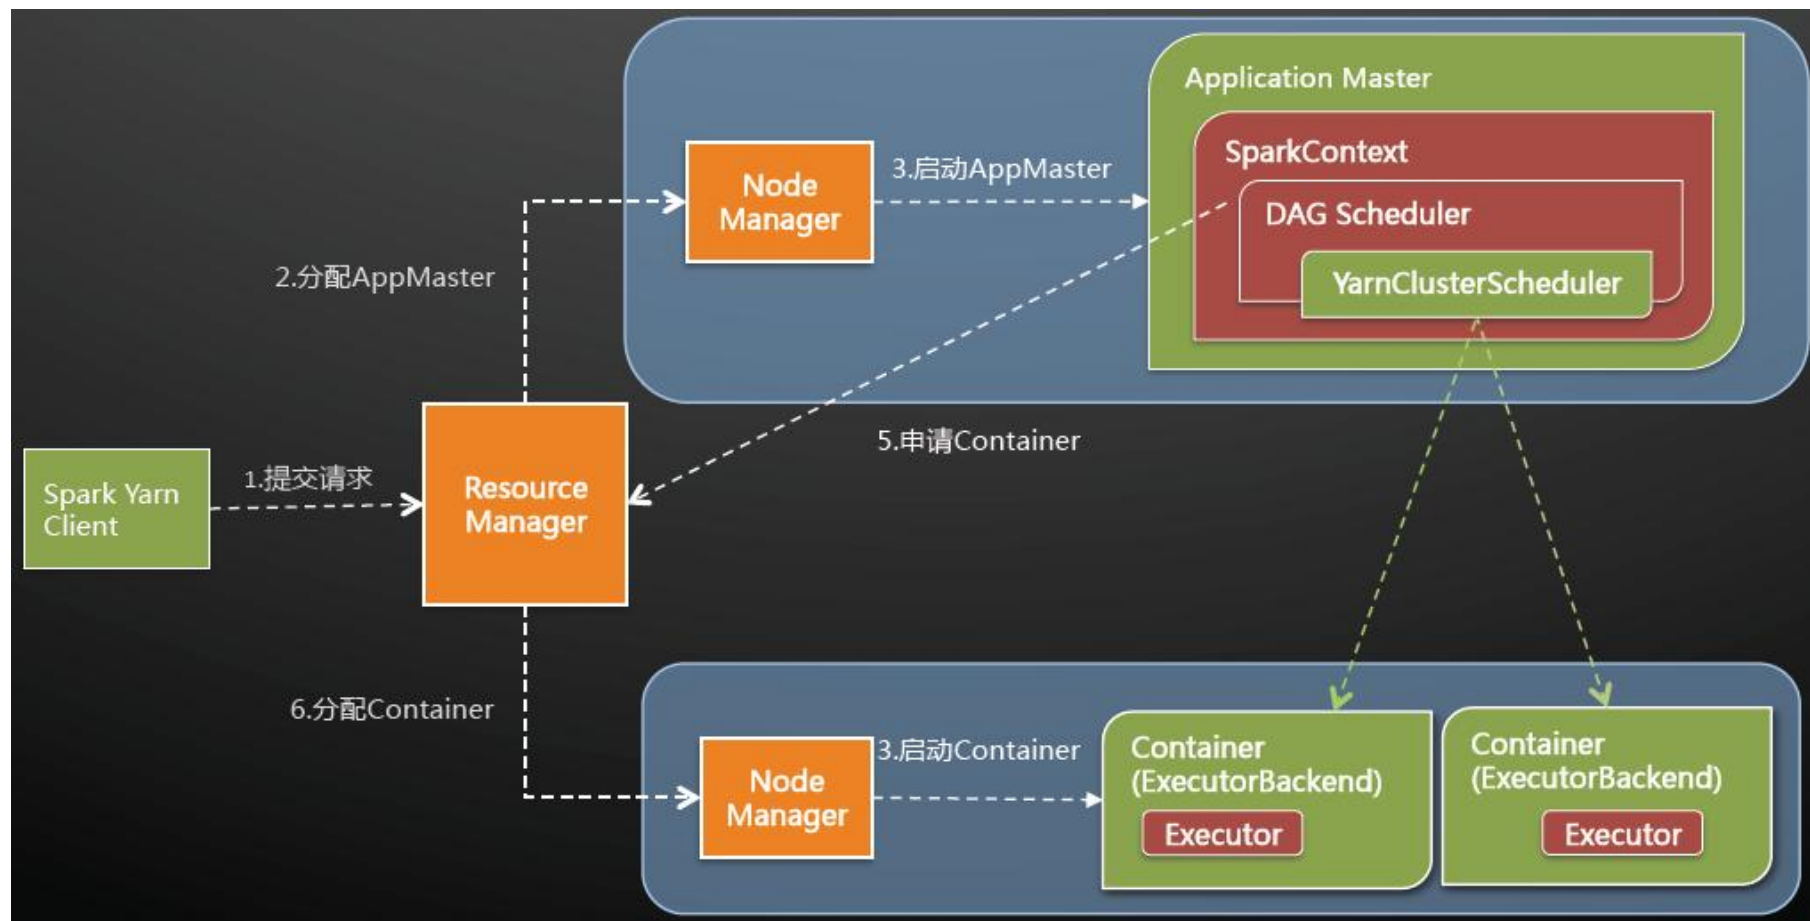 Application Master
SparkContext
DAG Scheduler
YarnClusterScheduler
Node
Manager
3.启动AppMaster
2.分配AppMaster
5.申请Container
Spark Yarn
Client
1.提交请求
Resource
Manager
6.分配Container
Node
Manager
3.启动Container
Container
(ExecutorBackend)
Executor
Container
(ExecutorBackend)
Executor